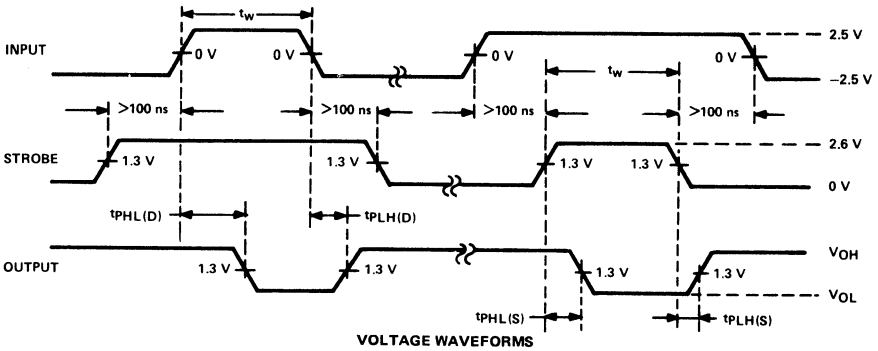 tw
INPUT
0 V
0 V
0 V
tw
0 V
2.5 V
−2.5 V
>100 ns
>100 ns
>100 ns
>100 ns
STROBE
1.3 V
1.3 V
1.3 V
1.3 V
2.6 V
0 V
tPHL(D)
tPLH(D)
OUTPUT
1.3 V
1.3 V
1.3 V
1.3 V
VOH
VOL
tPHL(S)
tPLH(S)
VOLTAGE WAVEFORMS